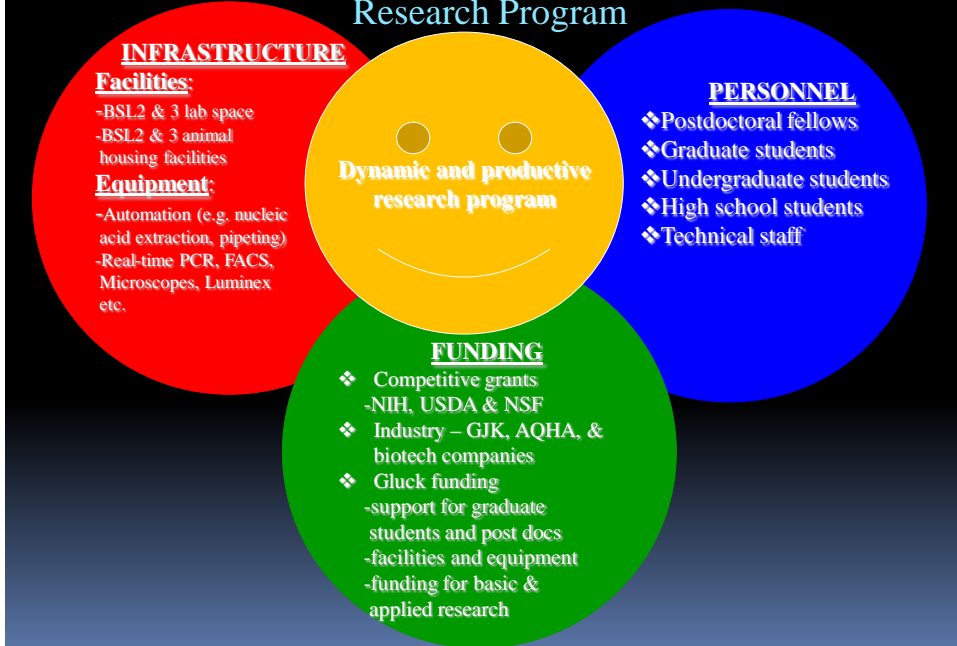 Research Program
INFRASTRUCTURE
Facilities:
-BSL2 & 3 lab space
-BSL2 & 3 animal
housing facilities
Equipment:
-Automation (e.g. nucleic
acid extraction, pipeting)
-Real-time PCR, FACS,
Microscopes, Luminex
etc.
Dynamic and productive
research program
PERSONNEL
❖Postdoctoral fellows
❖Graduate students
❖Undergraduate students
❖High school students
❖Technical staff
FUNDING
❖ Competitive grants
-NIH, USDA & NSF
❖ Industry – GJK, AQHA, &
biotech companies
❖ Gluck funding
-support for graduate
students and post docs
-facilities and equipment
-funding for basic &
applied research